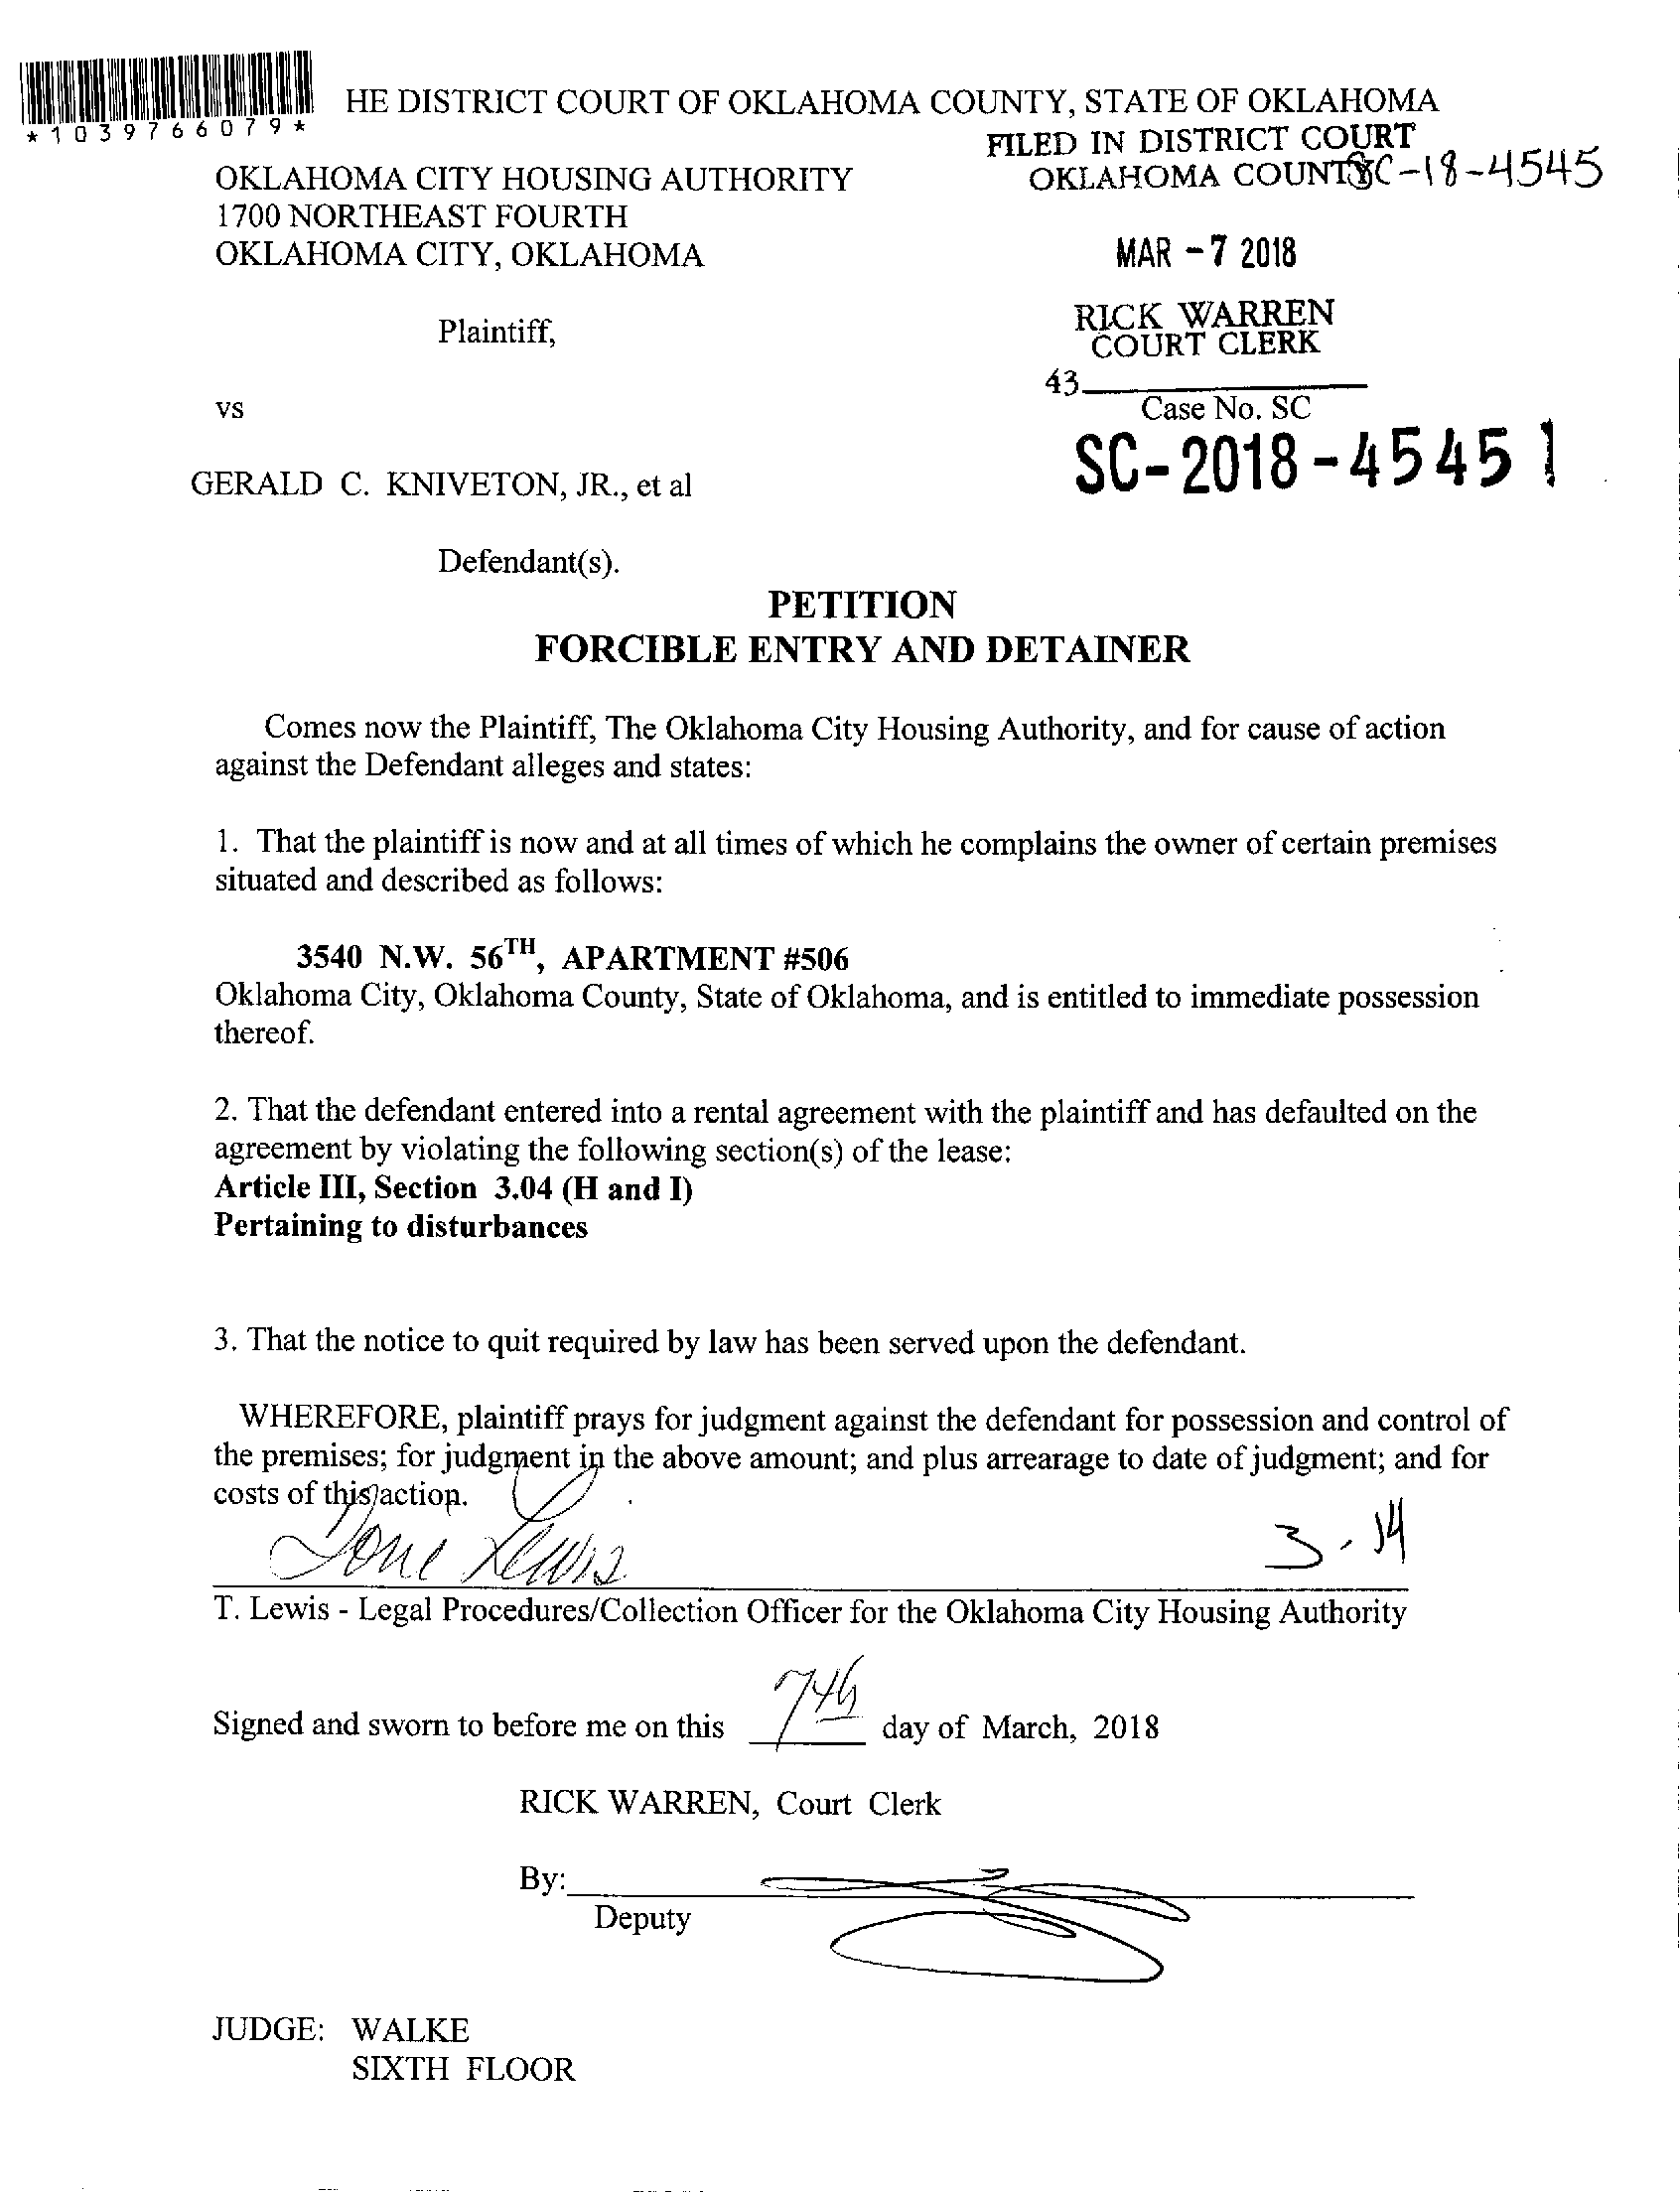 *1039766079*
HE DISTRICT COURT OF OKLAHOMA COUNTY, STATE OF OKLAHOMA
FILED IN DISTRICT COURT
OKLAHOMA COUNTY SC-18-4545
OKLAHOMA CITY HOUSING AUTHORITY
1700 NORTHEAST FOURTH
OKLAHOMA CITY, OKLAHOMA
MAR -7 2018
RICK WARREN
COURT CLERK
Plaintiff,
43
vs
Case No. SC
SC-2018-4545 1
GERALD C. KNIVETON, JR., et al
Defendant(s).
PETITION
FORCIBLE ENTRY AND DETAINER
Comes now the Plaintiff, The Oklahoma City Housing Authority, and for cause of action
against the Defendant alleges and states:
1. That the plaintiff is now and at all times of which he complains the owner of certain premises
situated and described as follows:
3540 N.W. 56TH, APARTMENT #506
Oklahoma City, Oklahoma County, State of Oklahoma, and is entitled to immediate possession
thereof.
2. That the defendant entered into a rental agreement with the plaintiff and has defaulted on the
agreement by violating the following section(s) of the lease:
Article III, Section 3.04 (H and I)
Pertaining to disturbances
3. That the notice to quit required by law has been served upon the defendant.
WHEREFORE, plaintiff prays for judgment against the defendant for possession and control of
the premises; for judgment in the above amount; and plus arrearage to date of judgment; and for
costs of this action.
Lewis 3-14
T. Lewis - Legal Procedures/Collection Officer for the Oklahoma City Housing Authority
Signed and sworn to before me on this 7th day of March, 2018
RICK WARREN, Court Clerk
By:
Deputy
JUDGE: WALKE
SIXTH FLOOR